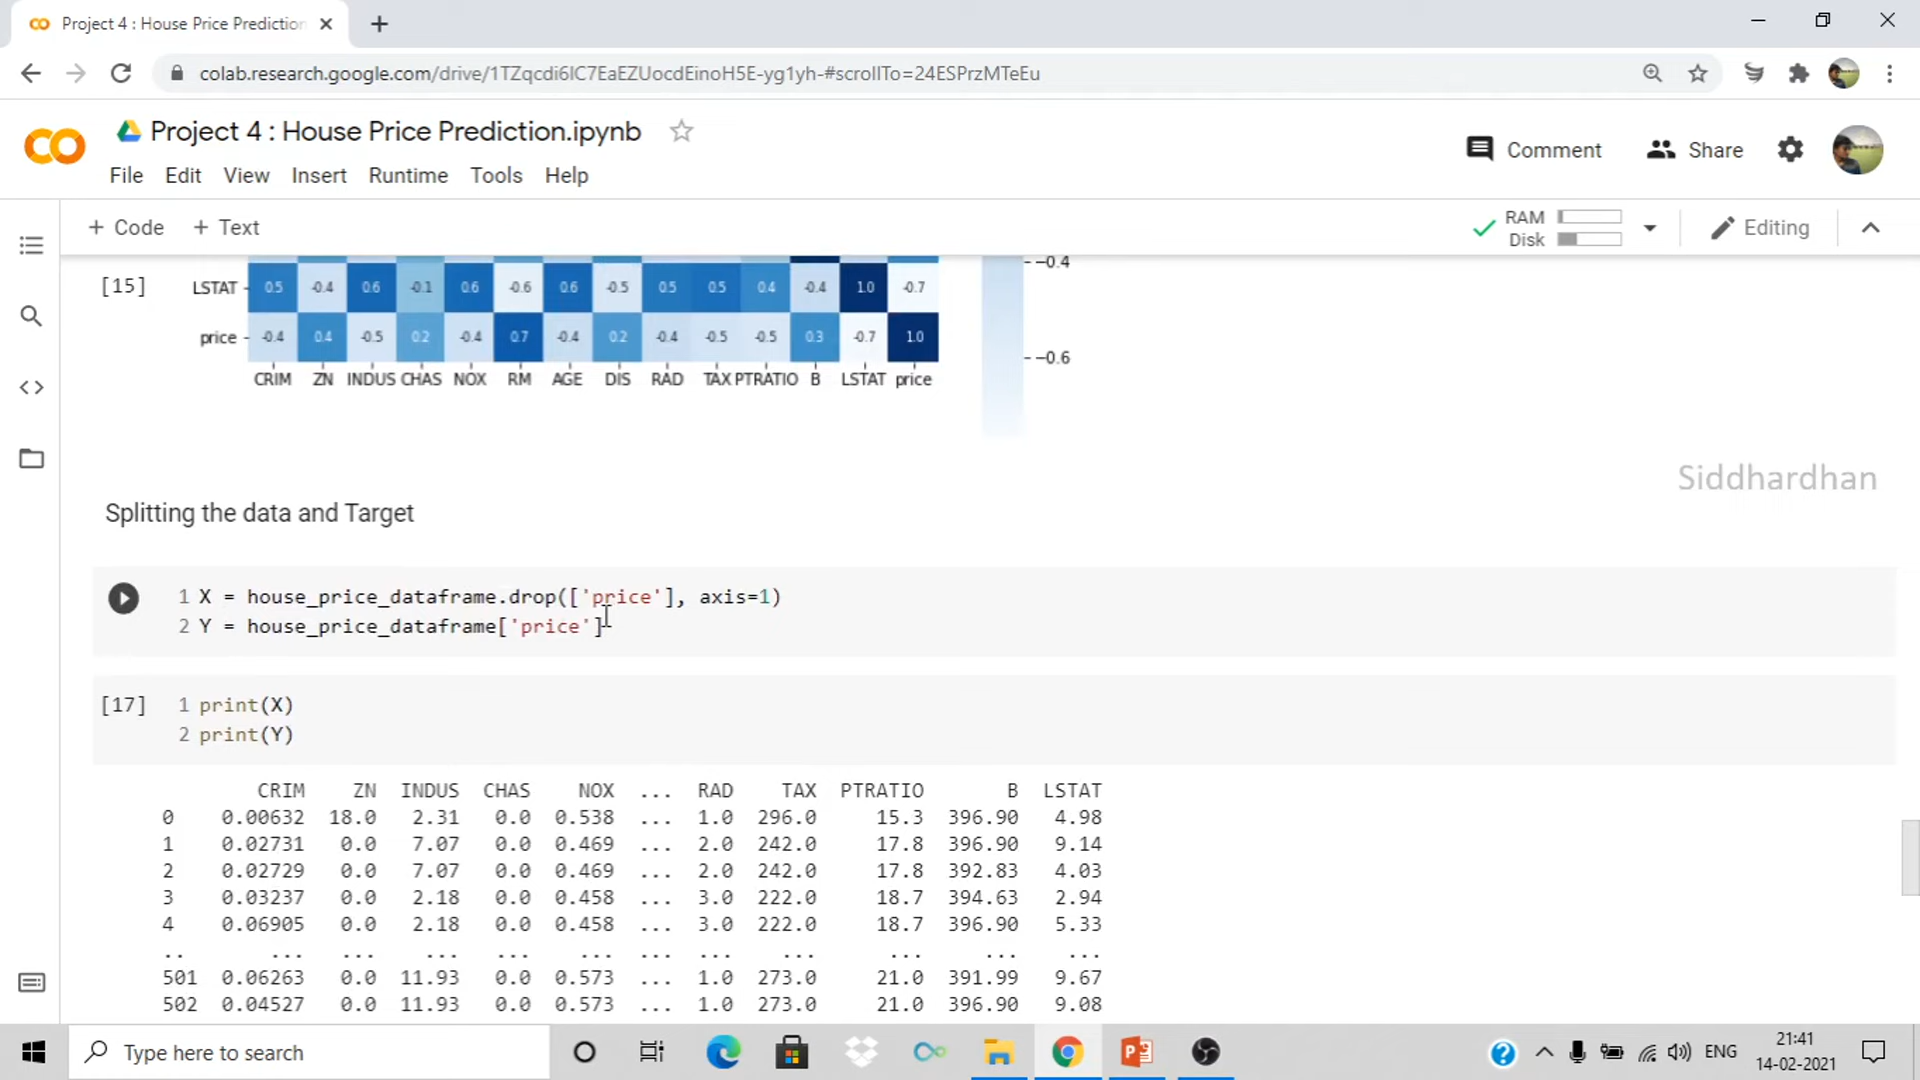 Project 4 : House Price Prediction
colab.research.google.com/drive/1TZqcdi6lC7EaEZUocdEinoH5E-yg1yh-#scrollTo=24ESPrzMTeEu
Project 4 : House Price Prediction.ipynb
Comment
Share
File Edit View Insert Runtime Tools Help
+ Code + Text
RAM
Disk
Editing
[15]
LSTAT 0.5 -0.4 0.6 -0.1 0.6 -0.6 0.6 -0.5 0.5 0.5 0.4 -0.4 1.0 -0.7
price -0.4 0.4 -0.5 0.2 -0.4 0.7 -0.4 0.2 -0.4 -0.5 -0.5 0.3 -0.7 1.0
CRIM ZN INDUS CHAS NOX RM AGE DIS RAD TAX PTRATIO B LSTAT price
-0.4
-0.6
Siddhardhan
Splitting the data and Target
1 X = house_price_dataframe.drop(['price'], axis=1)
2 Y = house_price_dataframe['price']
[17] 1 print(X)
2 print(Y)
CRIM ZN INDUS CHAS NOX ... RAD TAX PTRATIO B LSTAT
0 0.00632 18.0 2.31 0.0 0.538 ... 1.0 296.0 15.3 396.90 4.98
1 0.02731 0.0 7.07 0.0 0.469 ... 2.0 242.0 17.8 396.90 9.14
2 0.02729 0.0 7.07 0.0 0.469 ... 2.0 242.0 17.8 392.83 4.03
3 0.03237 0.0 2.18 0.0 0.458 ... 3.0 222.0 18.7 394.63 2.94
4 0.06905 0.0 2.18 0.0 0.458 ... 3.0 222.0 18.7 396.90 5.33
.. ... ... ... ... ... ... ... ... ... ... ...
501 0.06263 0.0 11.93 0.0 0.573 ... 1.0 273.0 21.0 391.99 9.67
502 0.04527 0.0 11.93 0.0 0.573 ... 1.0 273.0 21.0 396.90 9.08
Type here to search
ENG
21:41
14-02-2021